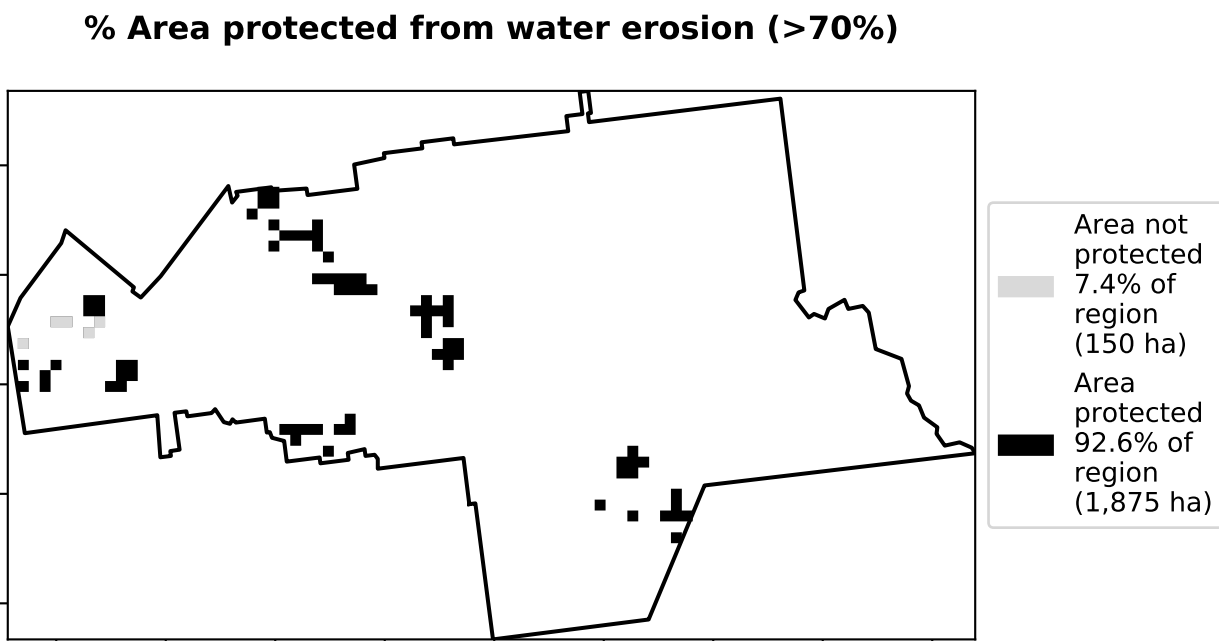 % Area protected from water erosion (>70%)
Area not
protected
7.4% of
region
(150 ha)
Area
protected
92.6% of
region
(1,875 ha)